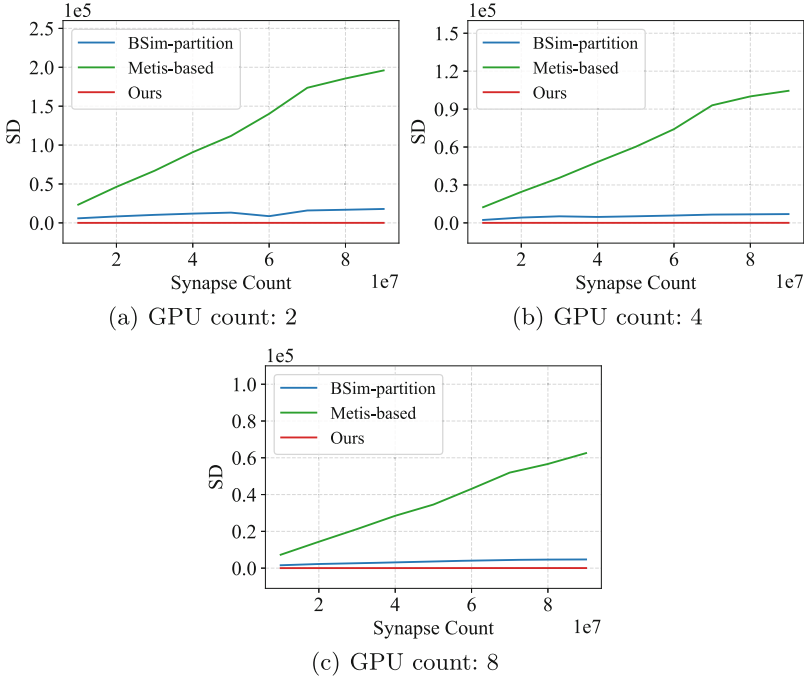 1e5
2.5
2.0
1.5
1.0
0.5
0.0
SD
BSim-partition
Metis-based
Ours
2 4 6 8
Synapse Count
1e7
(a) GPU count: 2
1e5
1.5
1.2
0.9
0.6
0.3
0.0
SD
BSim-partition
Metis-based
Ours
2 4 6 8
Synapse Count
1e7
(b) GPU count: 4
1e5
1.0
0.8
0.6
0.4
0.2
0.0
SD
BSim-partition
Metis-based
Ours
2 4 6 8
Synapse Count
1e7
(c) GPU count: 8